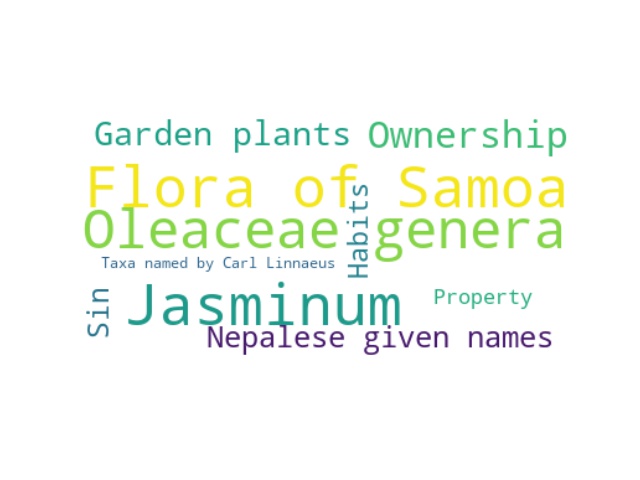 Garden plants
Ownership
Flora of Samoa
Oleaceae genera
Habits
Taxa named by Carl Linnaeus
Sin
Jasminum
Property
Nepalese given names